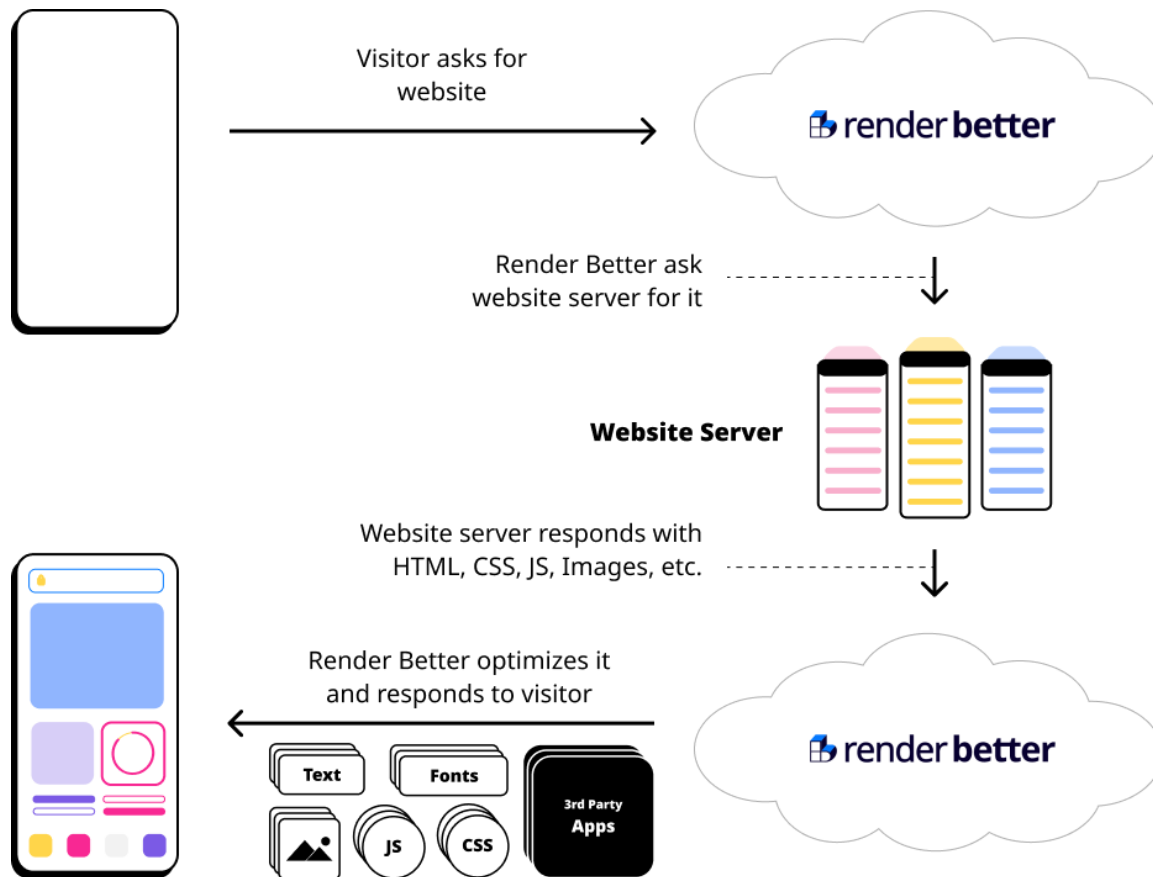 Visitor asks for
website
render better
Render Better ask
website server for it
Website Server
Website server responds with
HTML, CSS, JS, Images, etc.
Render Better optimizes it
and responds to visitor
render better
Text
Fonts
3rd Party
Apps
JS
CSS